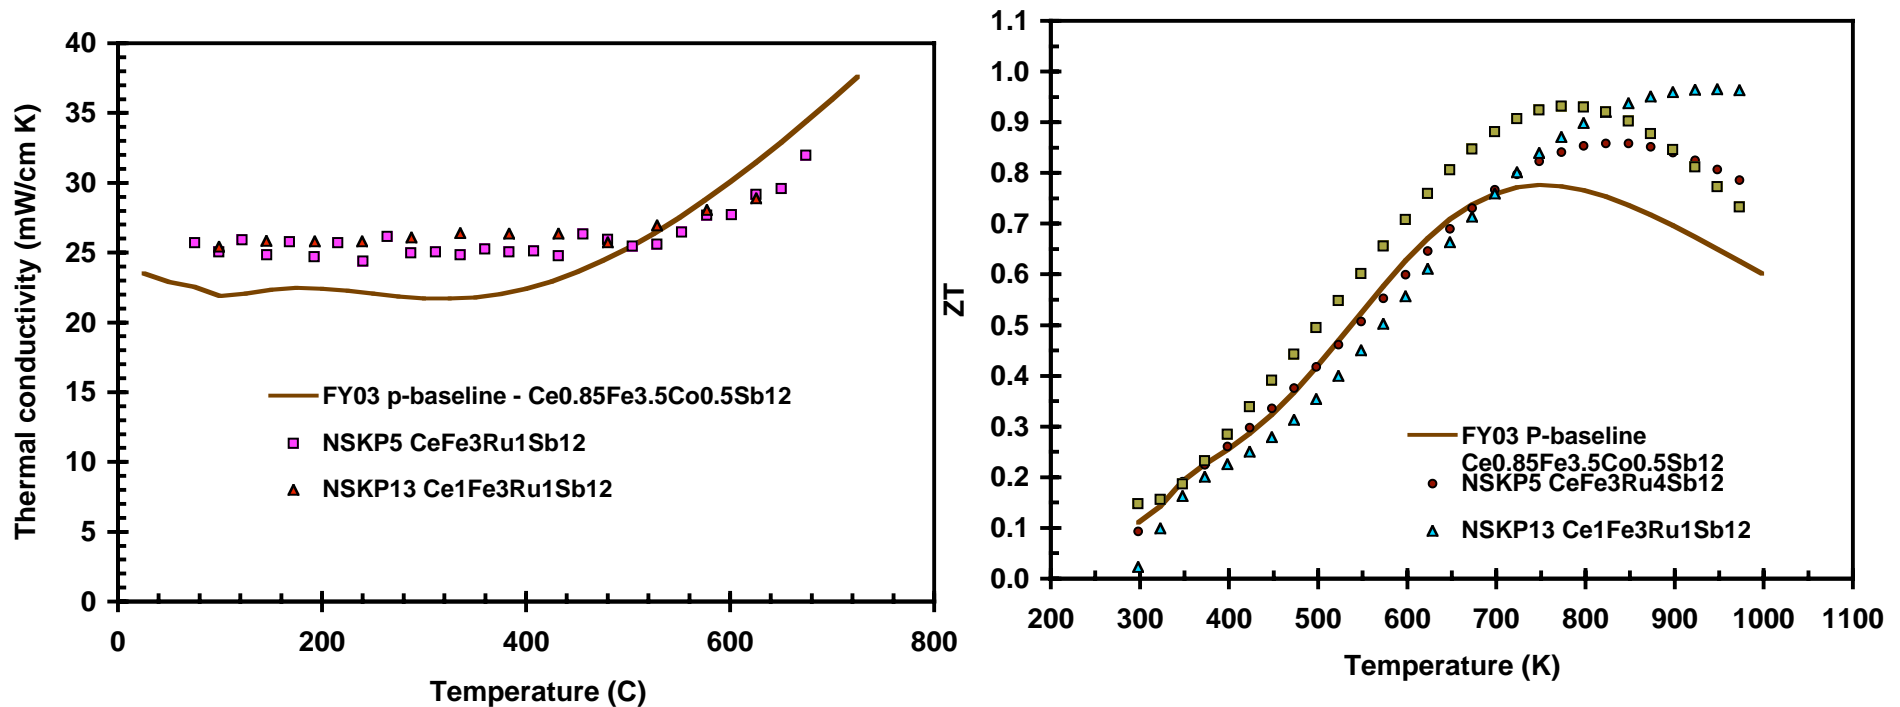 40
35
30
25
20
15
10
5
0
Thermal conductivity (mW/cm K)
FY03 p-baseline - Ce0.85Fe3.5Co0.5Sb12
NSKP5 CeFe3Ru1Sb12
NSKP13 Ce1Fe3Ru1Sb12
0 200 400 600 800
Temperature (C)
1.1
1.0
0.9
0.8
0.7
0.6
0.5
0.4
0.3
0.2
0.1
0.0
ZT
FY03 P-baseline
Ce0.85Fe3.5Co0.5Sb12
NSKP5 CeFe3Ru4Sb12
NSKP13 Ce1Fe3Ru1Sb12
200 300 400 500 600 700 800 900 1000 1100
Temperature (K)